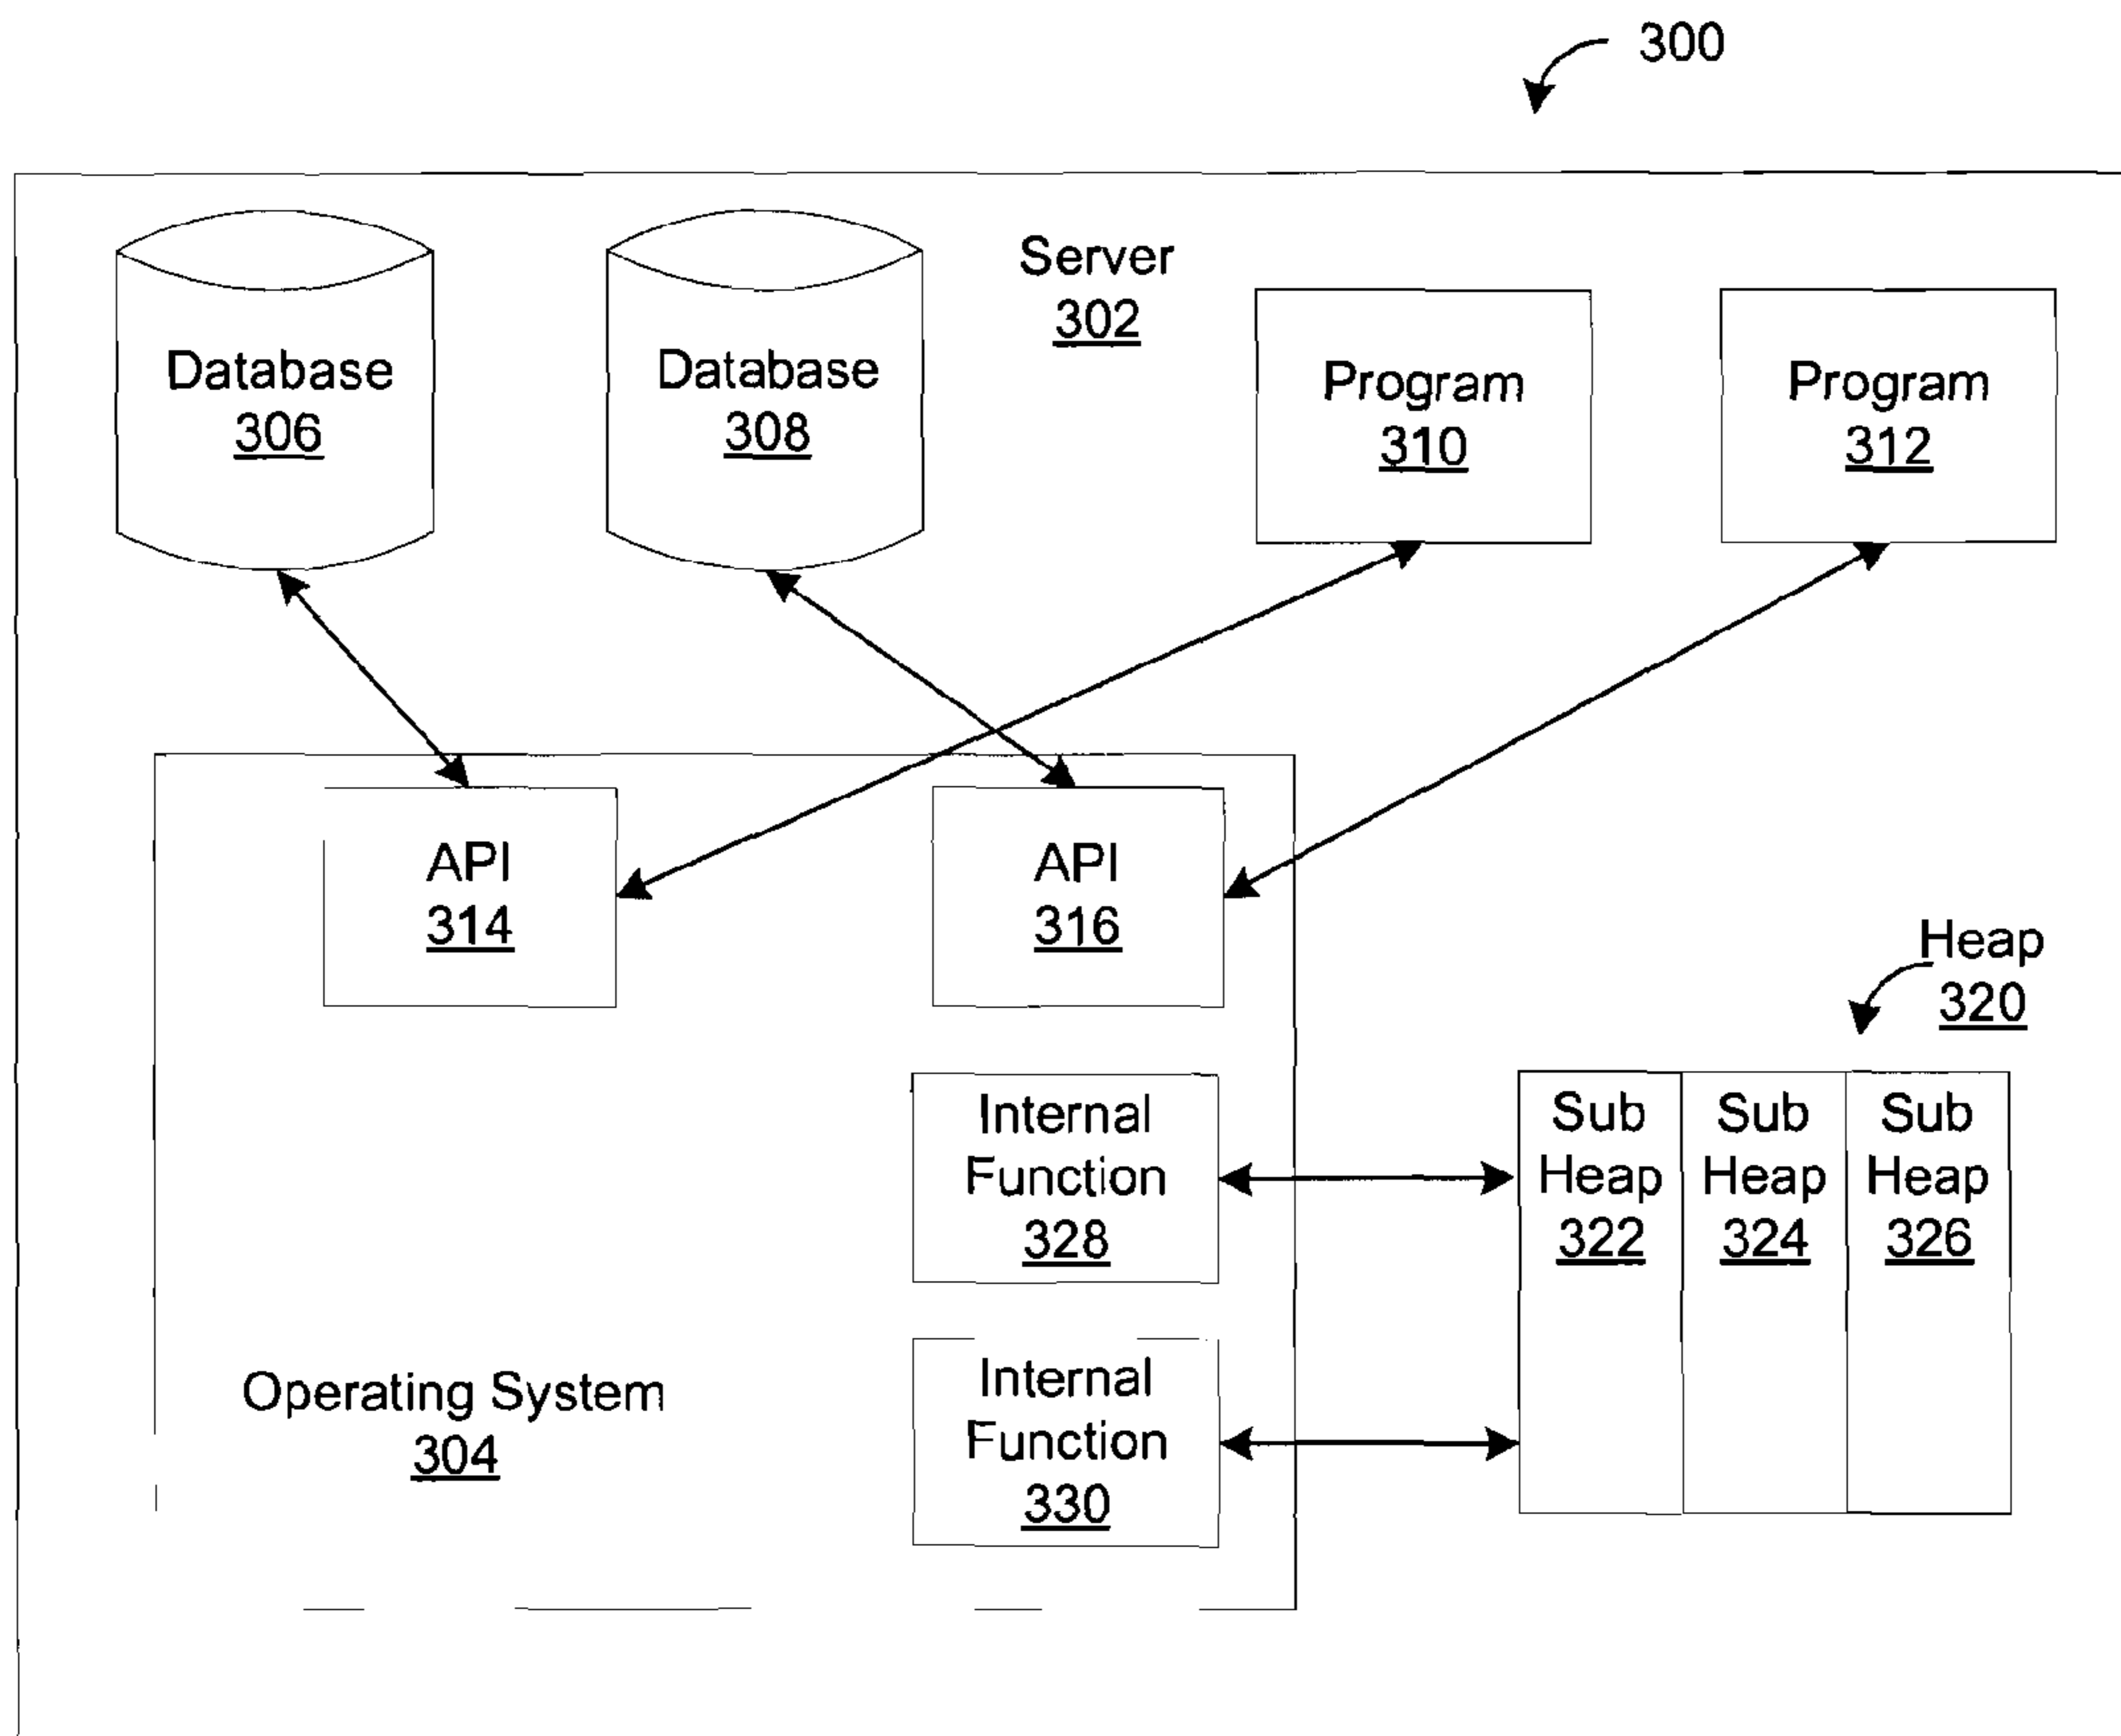 300
Server
302
Database
306
Database
308
Program
310
Program
312
API
314
API
316
Heap
320
Internal
Function
328
Sub
Heap
322
Sub
Heap
324
Sub
Heap
326
Operating System
304
Internal
Function
330